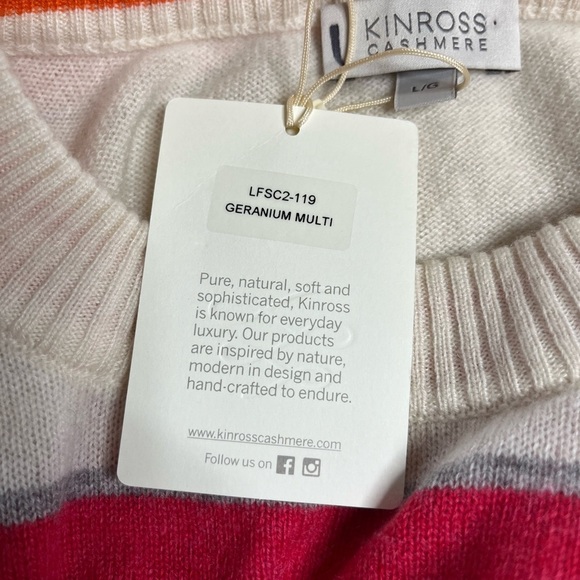 KINROSS
CASHMERE
L/G
LFSC2-119
GERANIUM MULTI
Pure, natural, soft and
sophisticated, Kinross
is known for everyday
luxury. Our products
are inspired by nature,
modern in design and
hand-crafted to endure.
www.kinrosscashmere.com
Follow us on